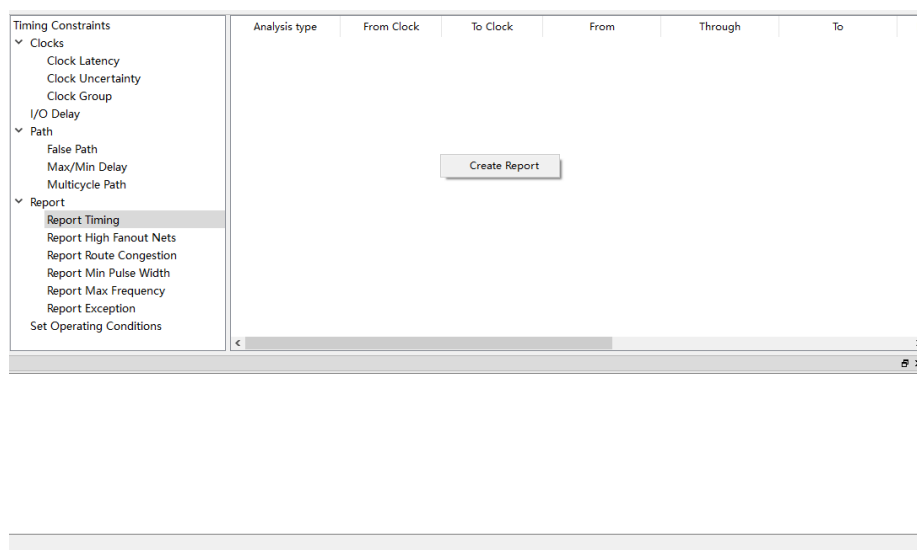 Timing Constraints
Clocks
Clock Latency
Clock Uncertainty
Clock Group
I/O Delay
Path
False Path
Max/Min Delay
Multicycle Path
Report
Report Timing
Report High Fanout Nets
Report Route Congestion
Report Min Pulse Width
Report Max Frequency
Report Exception
Set Operating Conditions
Analysis type From Clock To Clock From Through To
Create Report